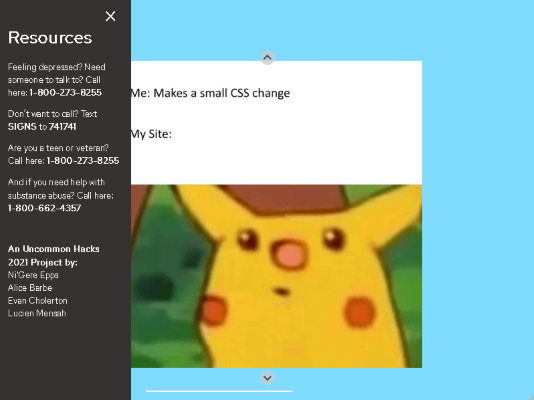 Resources
Feeling depressed? Need
someone to talk to? Call
here: 1-800-273-8255
Don't want to call? Text
SIGNS to 741741
Are you a teen or veteran?
Call here: 1-800-273-8255
And if you need help with
substance abuse? Call here:
1-800-662-4357
An Uncommon Hacks
2021 Project by:
Ni'Gere Epps
Alice Barbe
Evan Cholerton
Lucien Mensah
Me: Makes a small CSS change
My Site: